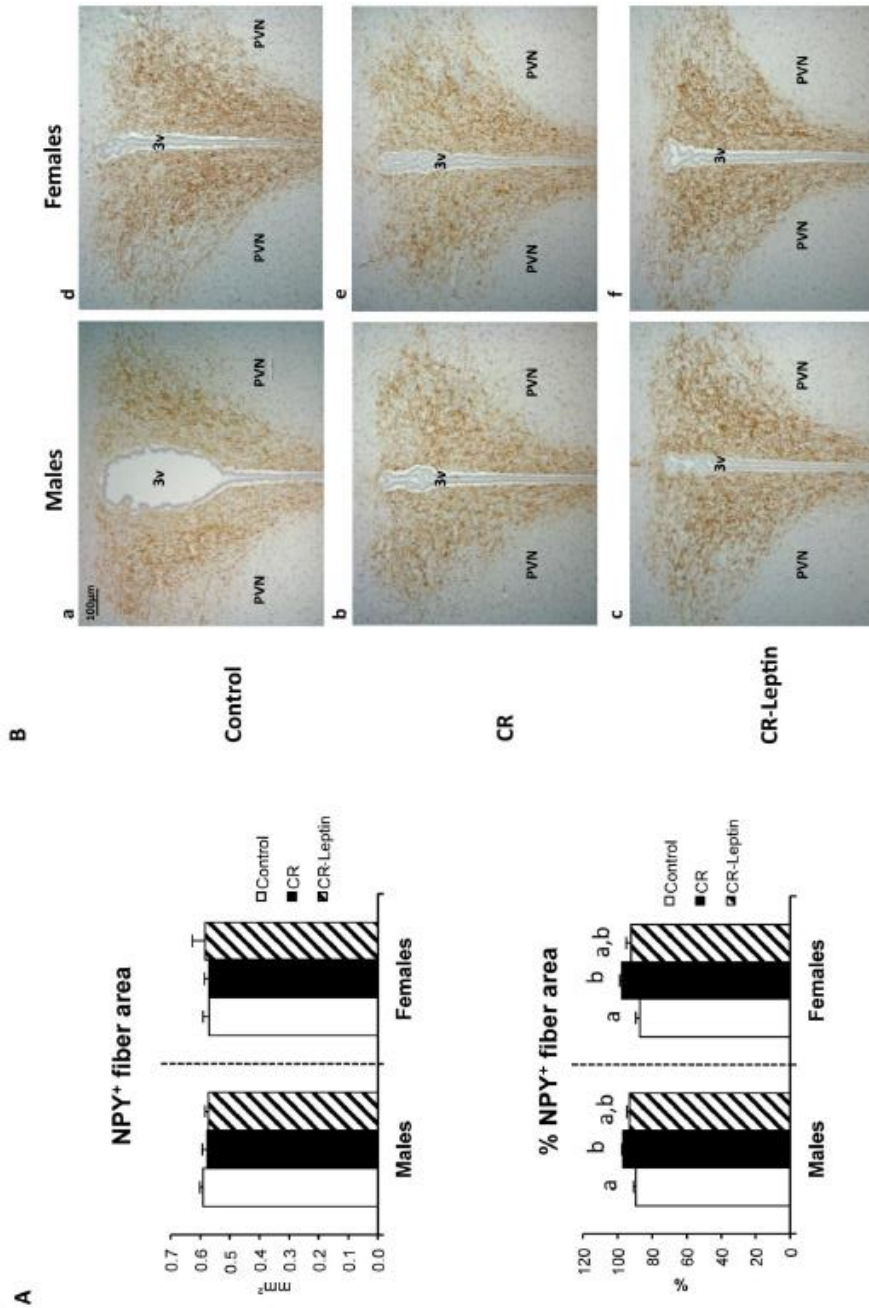 A
NPY⁺ fiber area
0.7
0.6
0.5
0.4
0.3
0.2
0.1
0.0
mm²
Males
Females
Control
CR
CR-Leptin
% NPY⁺ fiber area
120
100
80
60
40
20
0
%
a
b
a,b
a
b
a,b
Males
Females
Control
CR
CR-Leptin
B
Males
Females
Control
a
100μm
3v
PVN
PVN
d
3v
PVN
PVN
CR
b
3v
PVN
PVN
e
3v
PVN
PVN
CR-Leptin
c
3v
PVN
PVN
f
3v
PVN
PVN